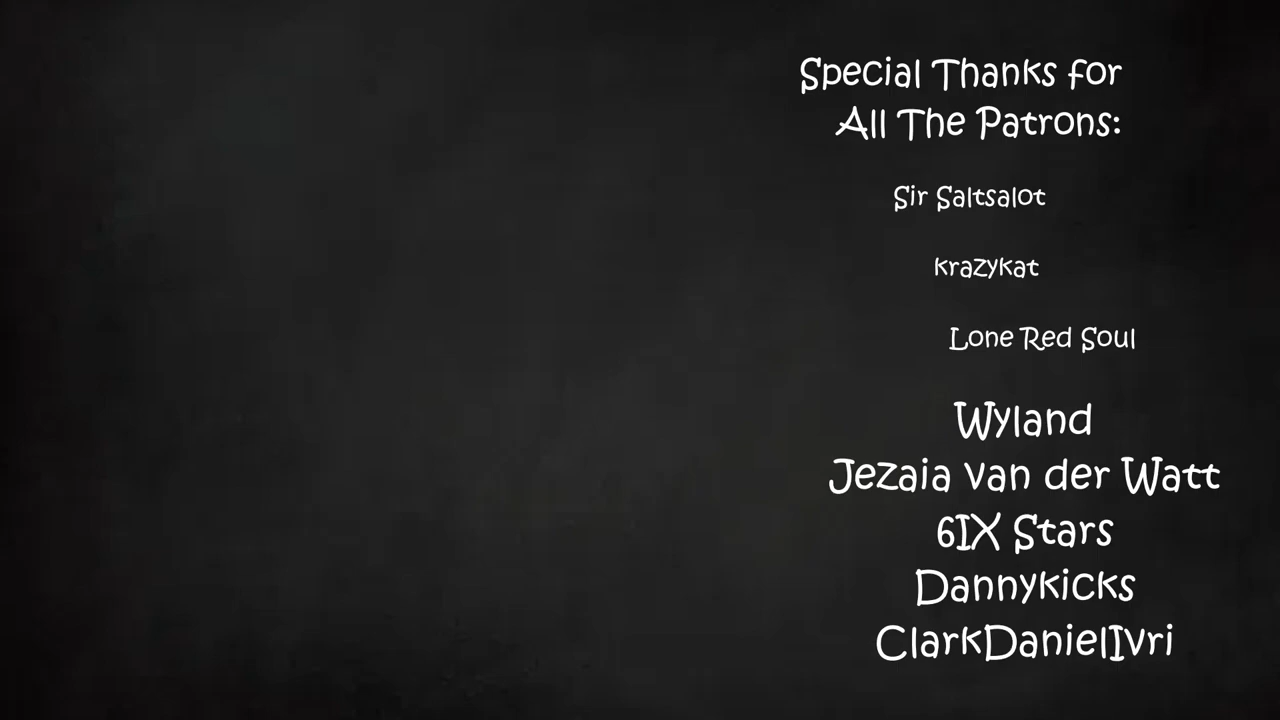 Special Thanks for
All The Patrons:
Sir Saltsalot
krazykat
Lone Red Soul
Wyland
Jezaia van der Watt
6IX Stars
Dannykicks
ClarkDanielIvri